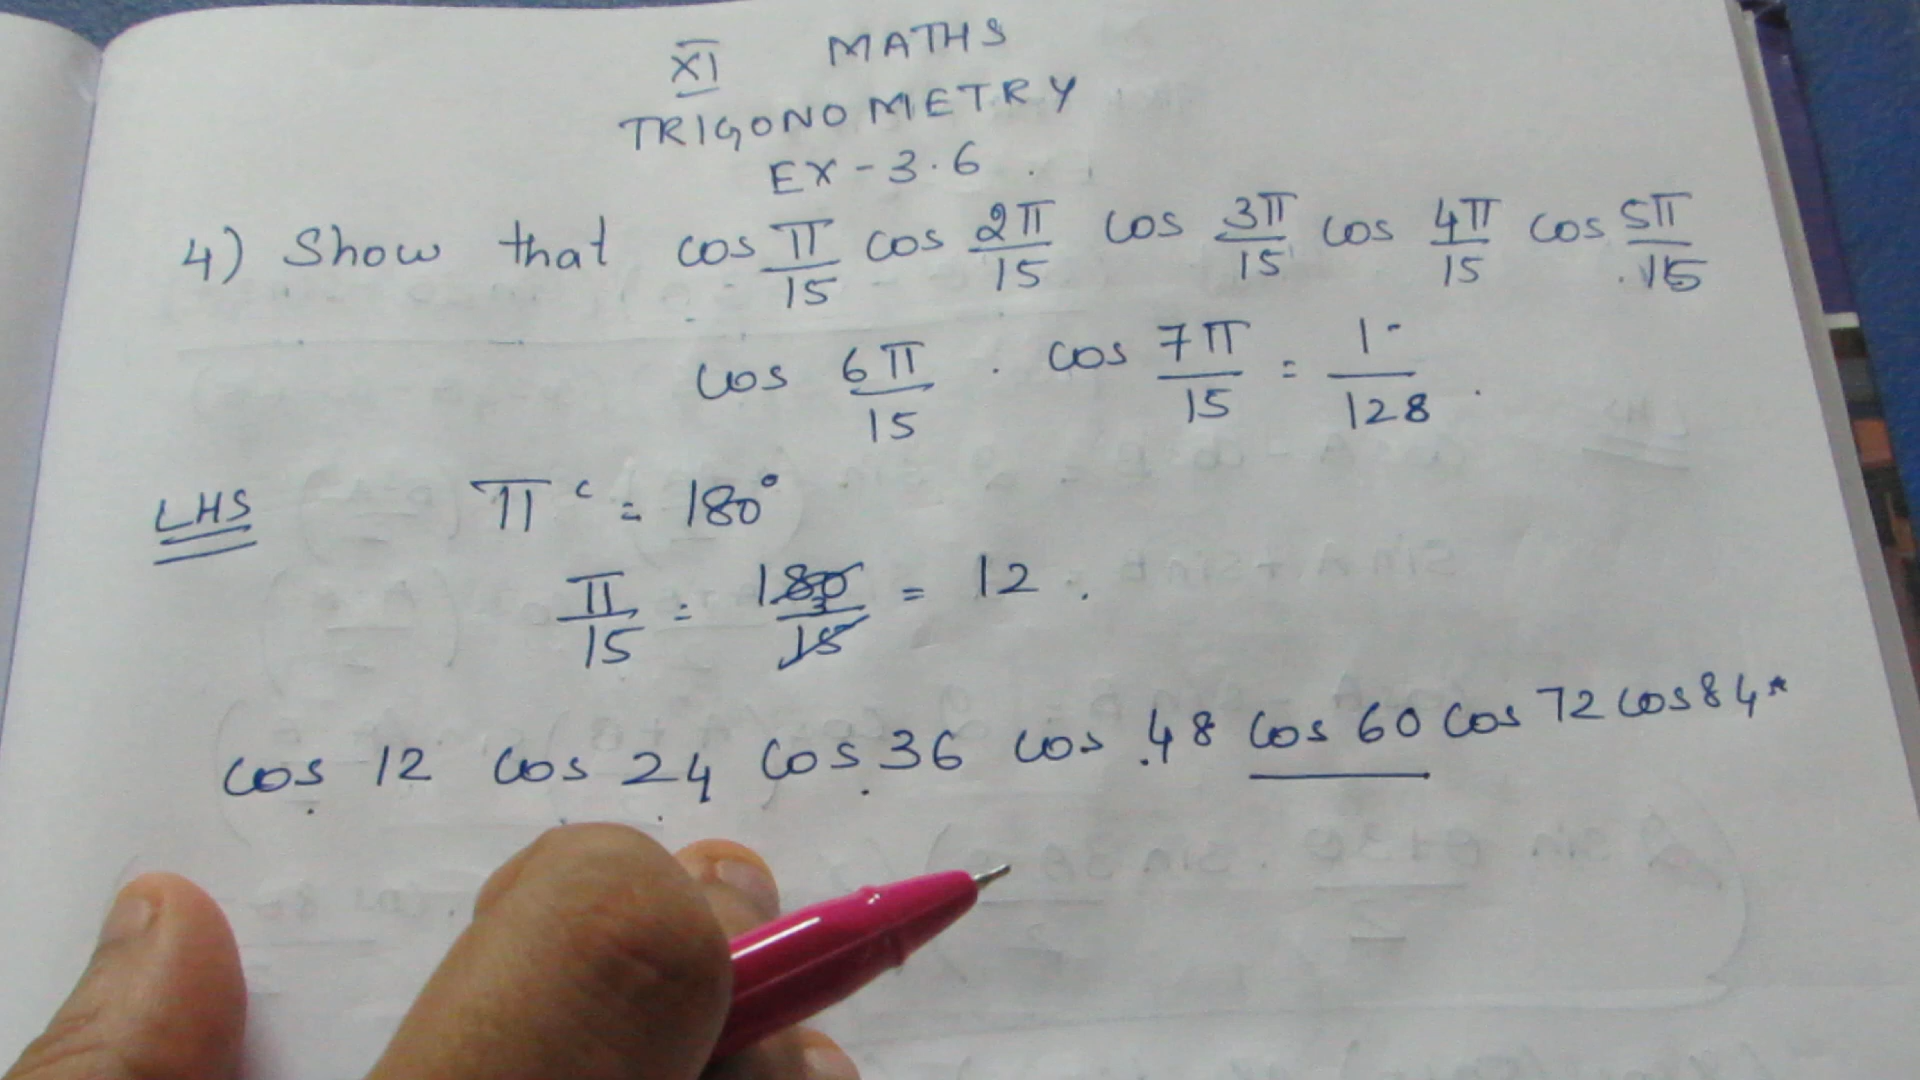 XI MATHS
TRIGONOMETRY
EX - 3.6
4) Show that cos π/15 cos 2π/15 cos 3π/15 cos 4π/15 cos 5π/15
cos 6π/15 . cos 7π/15 = 1/128 .
LHS π^c = 180°
π/15 = 180/15 = 12 .
cos 12 cos 24 cos 36 cos 48 cos 60 cos 72 cos 84°